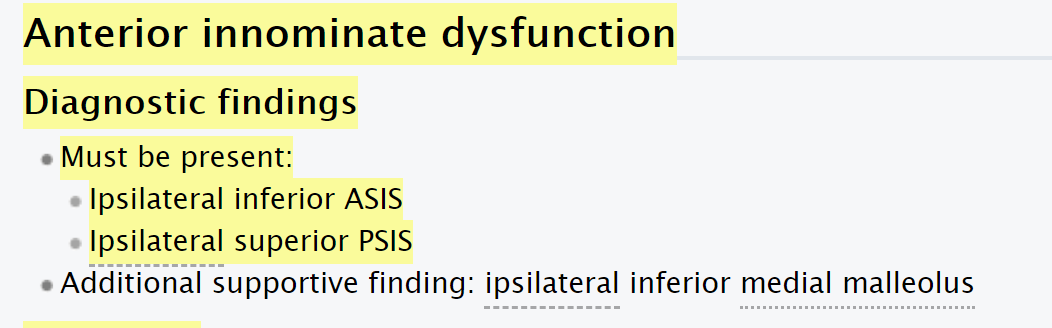 Anterior innominate dysfunction
Diagnostic findings
Must be present:
Ipsilateral inferior ASIS
Ipsilateral superior PSIS
Additional supportive finding: ipsilateral inferior medial malleolus